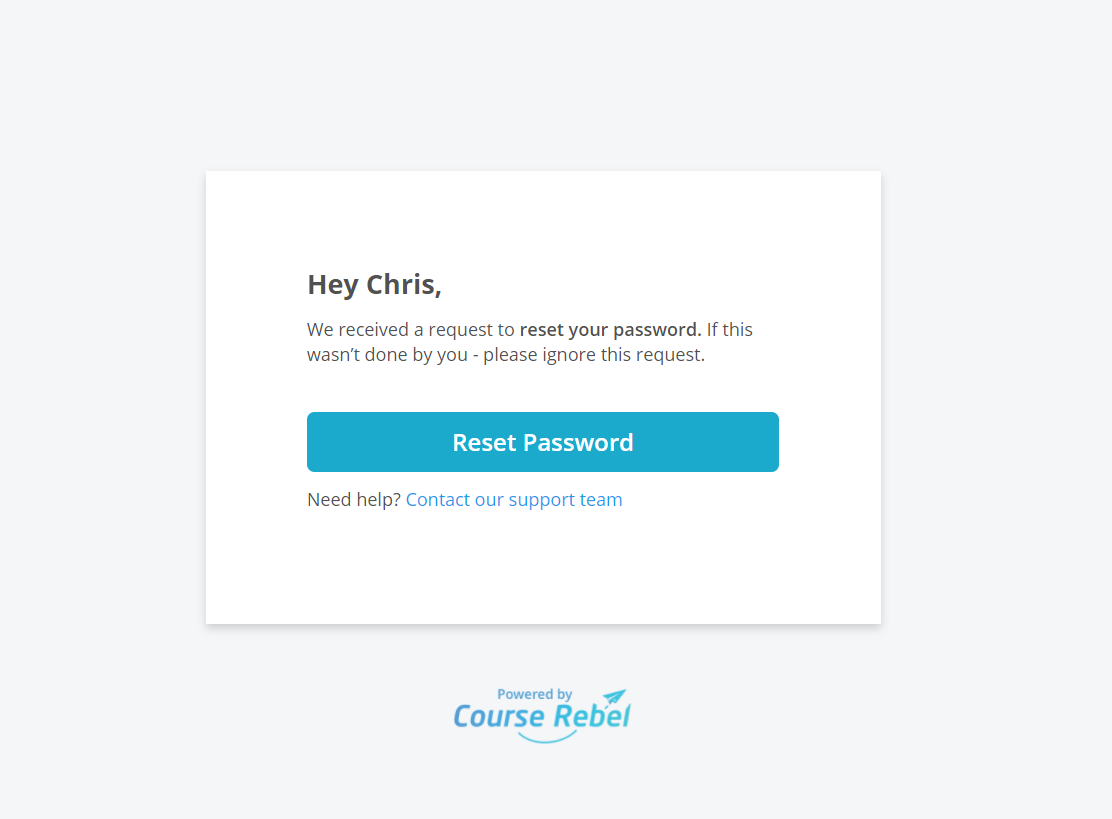 Hey Chris,
We received a request to reset your password. If this
wasn’t done by you - please ignore this request.
Reset Password
Need help? Contact our support team
Powered by
Course Rebel